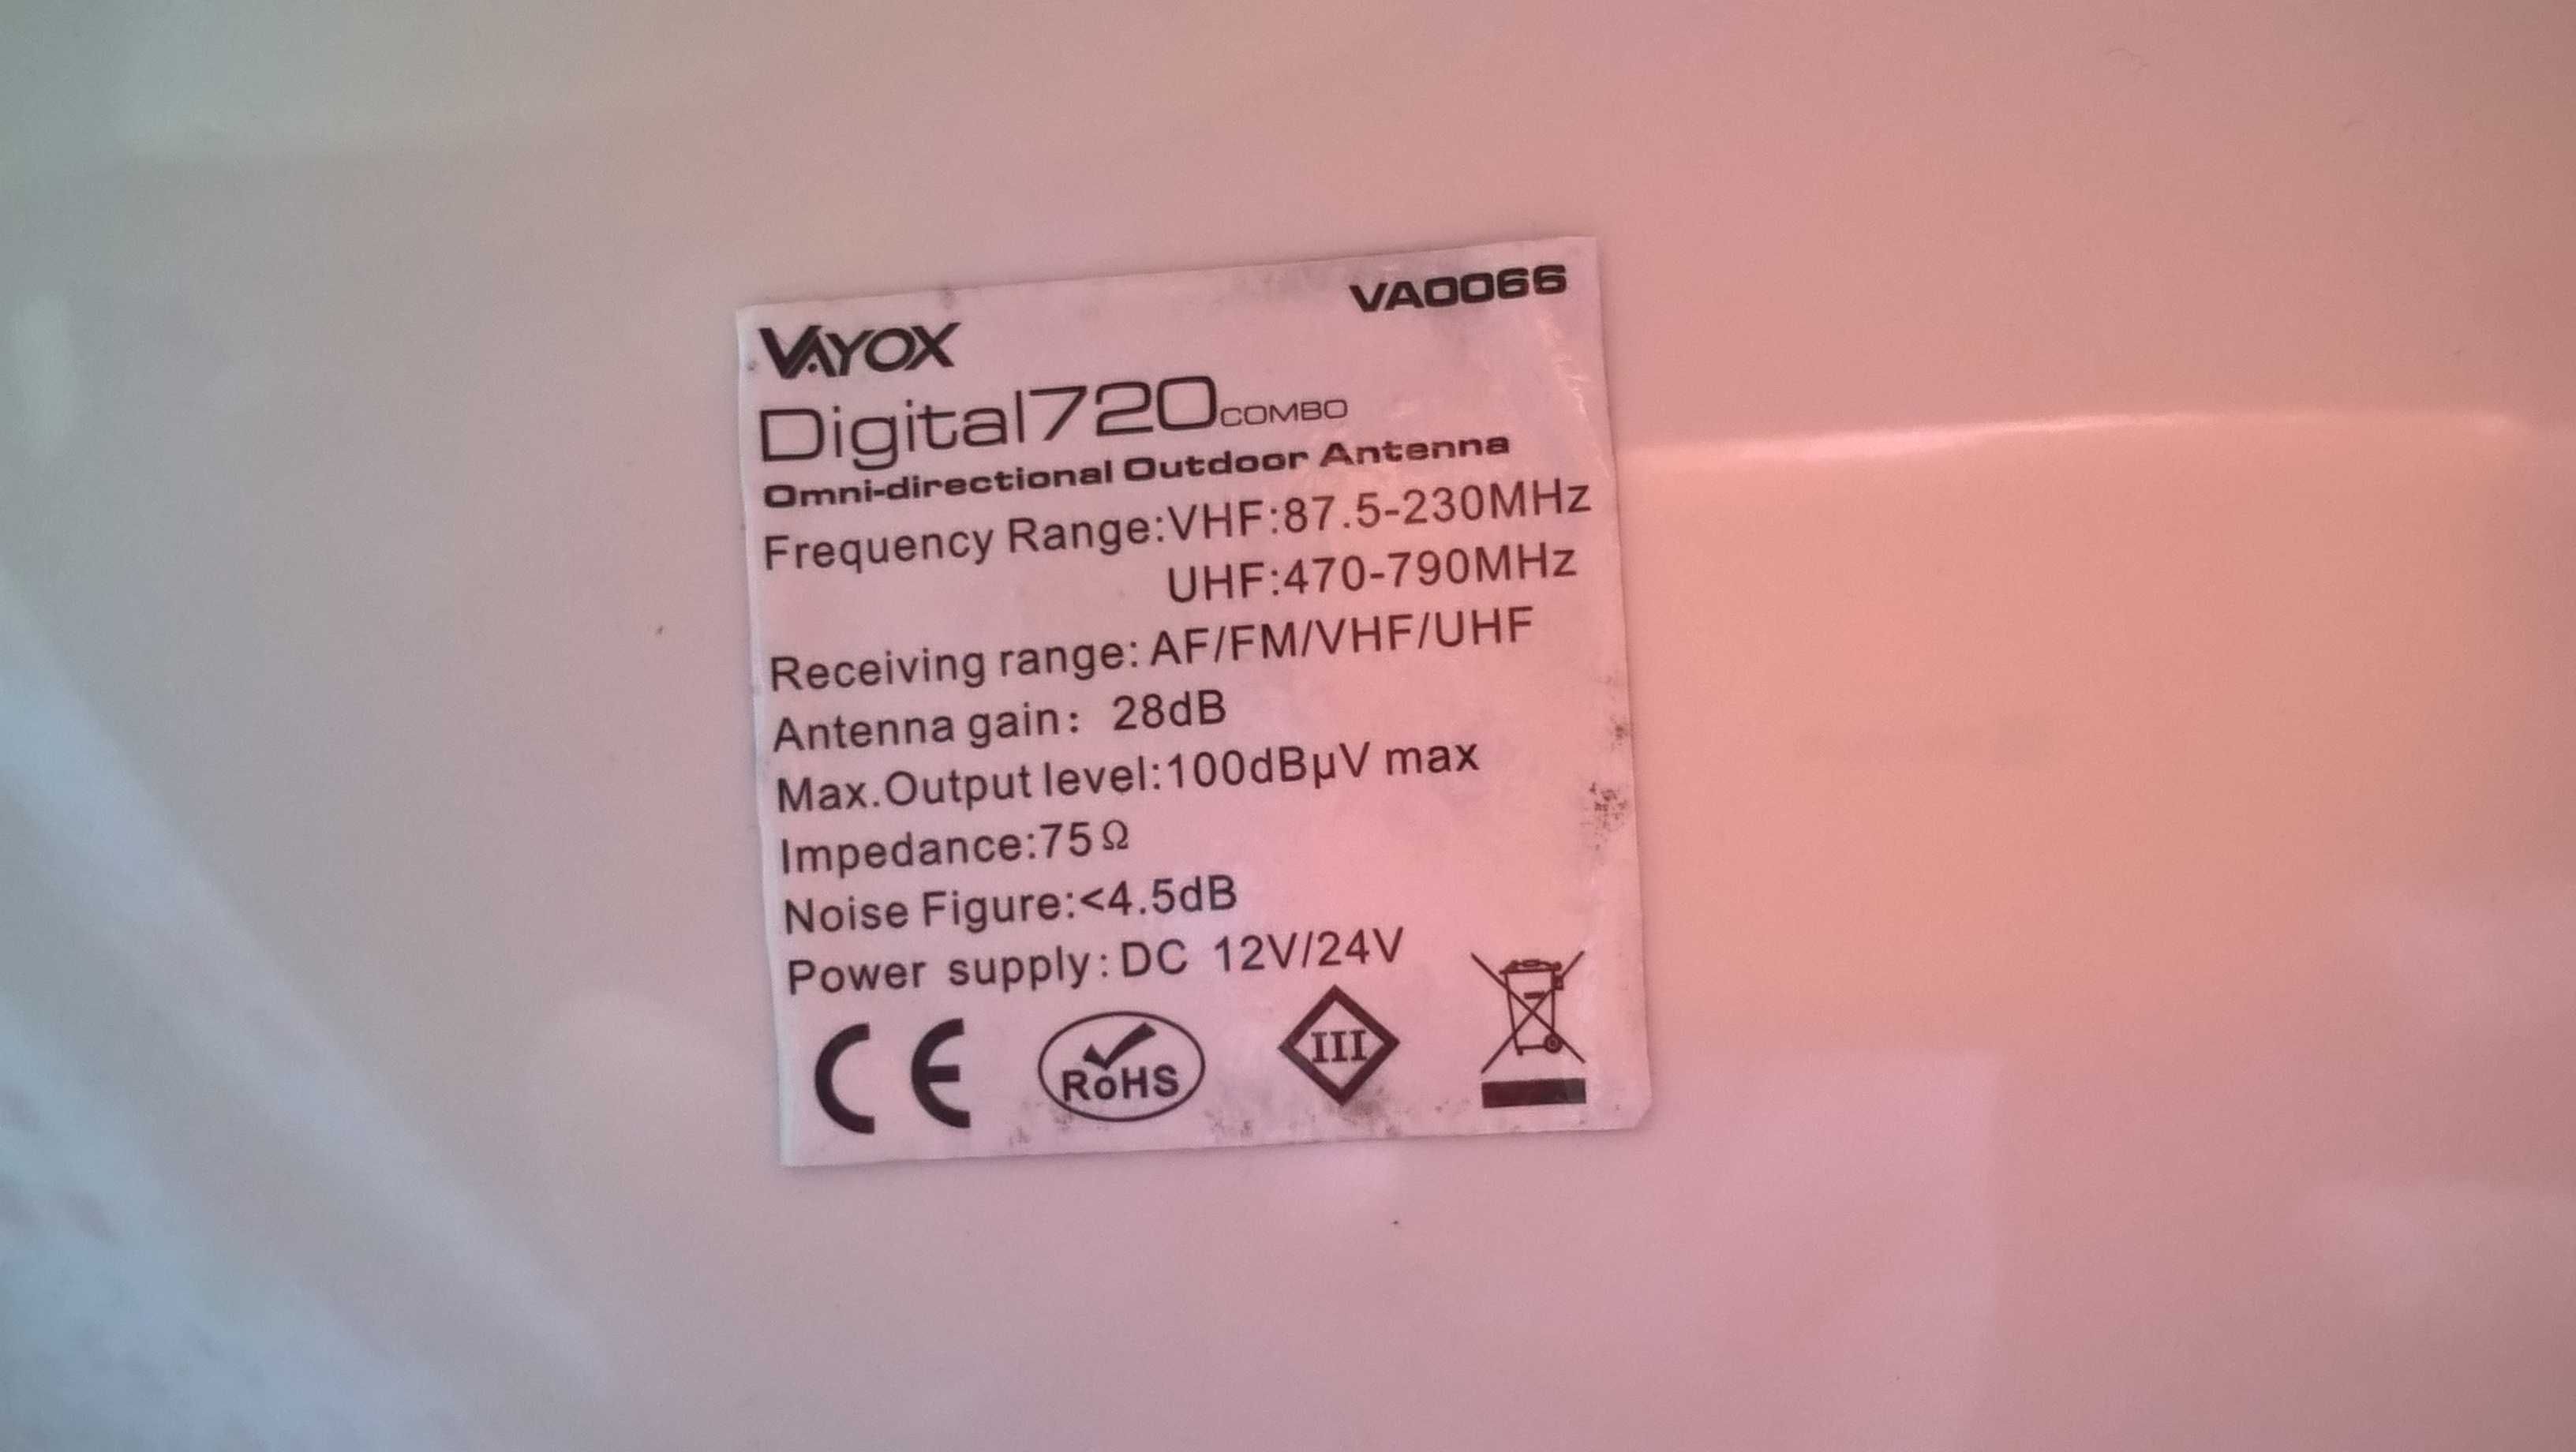 VA0066
VAYOX
Digital720 COMBO
Omni-directional Outdoor Antenna
Frequency Range:VHF:87.5-230MHz
UHF:470-790MHz
Receiving range: AF/FM/VHF/UHF
Antenna gain: 28dB
Max.Output level:100dBµV max
Impedance:75Ω
Noise Figure:<4.5dB
Power supply:DC 12V/24V
CE RoHS III